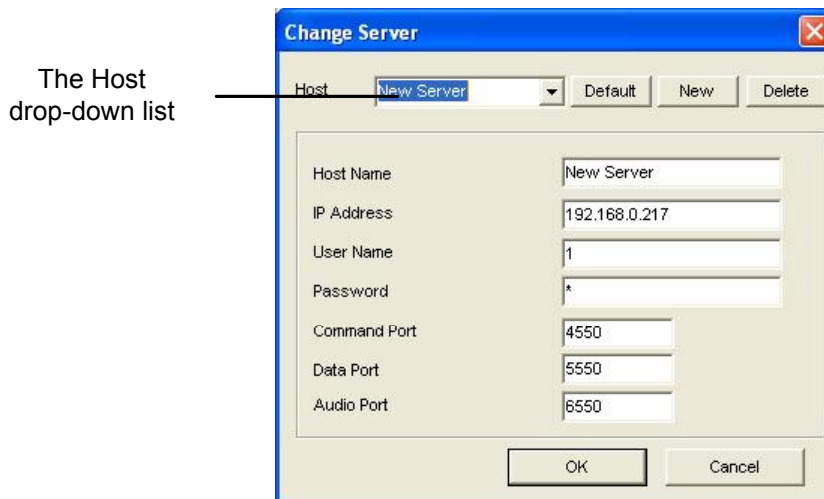 Change Server
The Host
drop-down list
Host New Server Default New Delete
Host Name New Server
IP Address 192.168.0.217
User Name 1
Password *
Command Port 4550
Data Port 5550
Audio Port 6550
OK Cancel